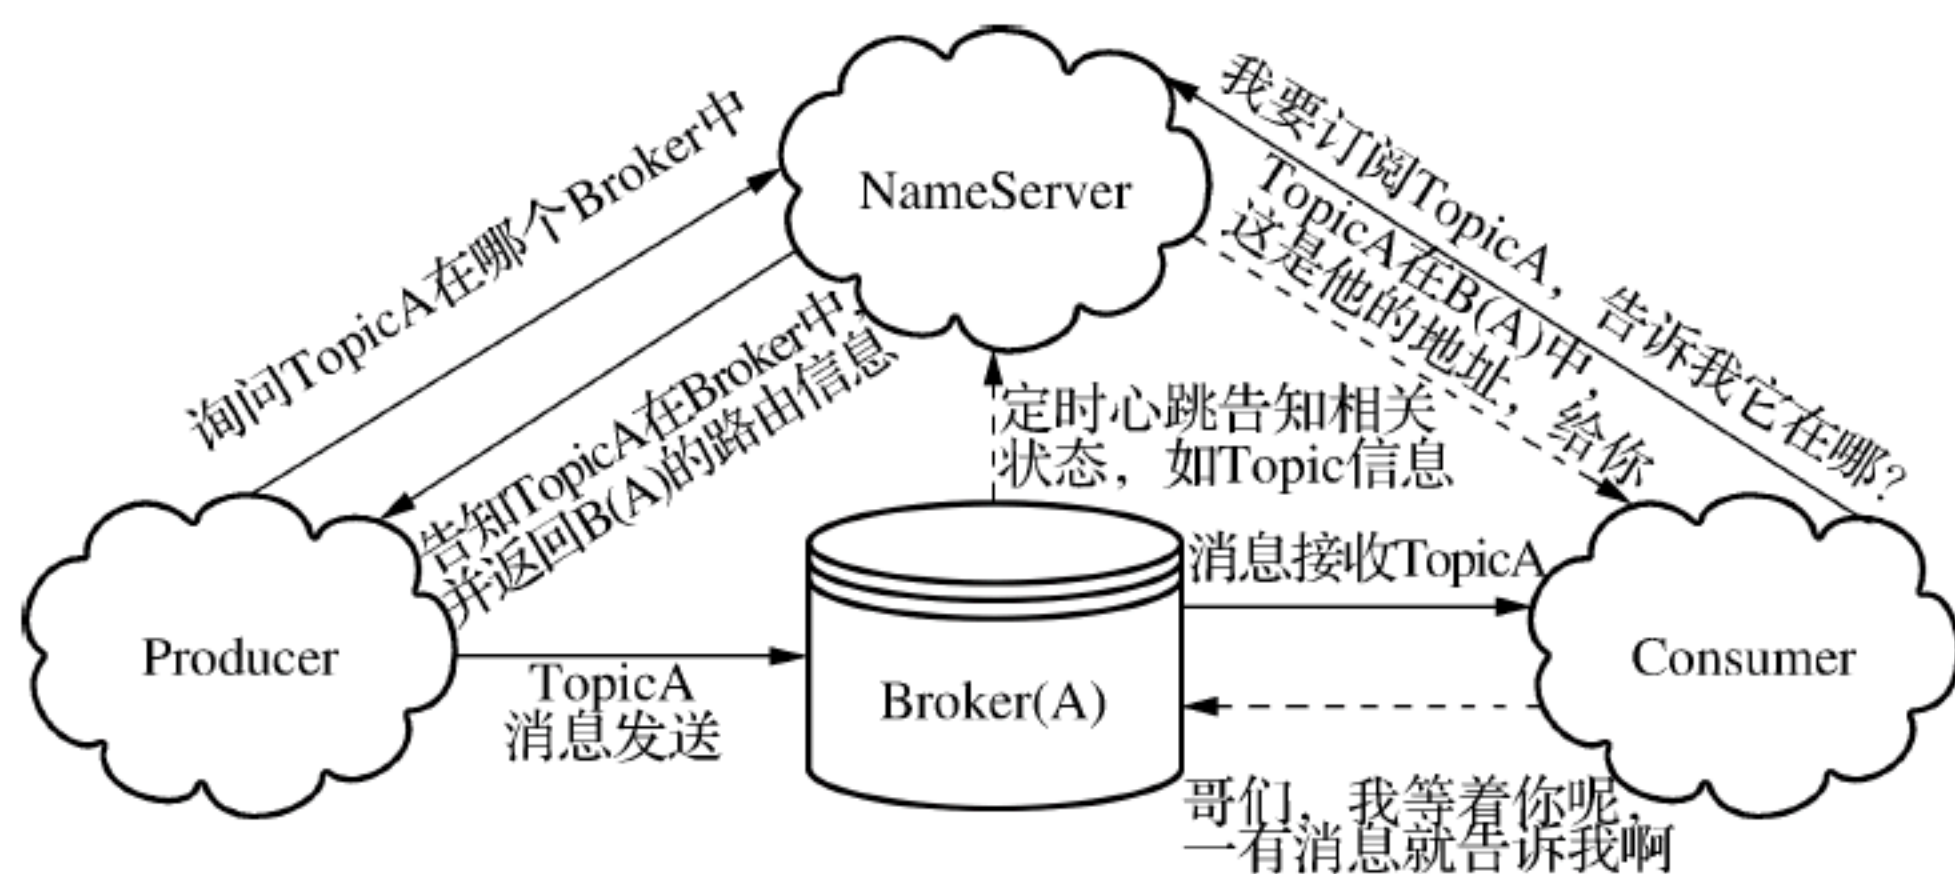 NameServer
询问TopicA在哪个Broker中
告知TopicA在Broker中,
并返回B(A)的路由信息
我要订阅TopicA，告诉我它在哪?
TopicA在B(A)中，
这是他的地址，给你
定时心跳告知相关
状态，如Topic信息
Producer
TopicA
消息发送
Broker(A)
消息接收TopicA
Consumer
哥们，我等着你呢，
一有消息就告诉我啊